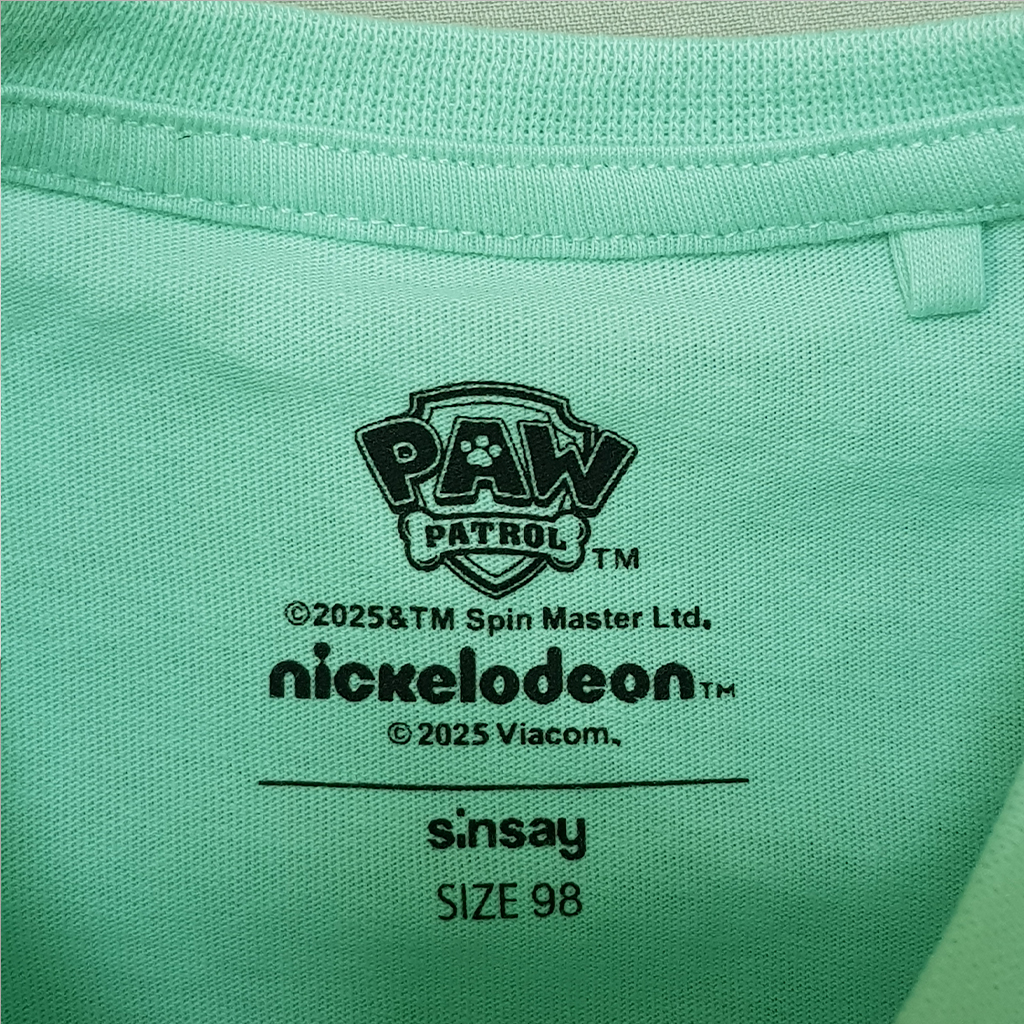 PAW
PATROL TM
©2025&TM Spin Master Ltd.
nickelodeon TM
© 2025 Viacom.
sinsay
SIZE 98